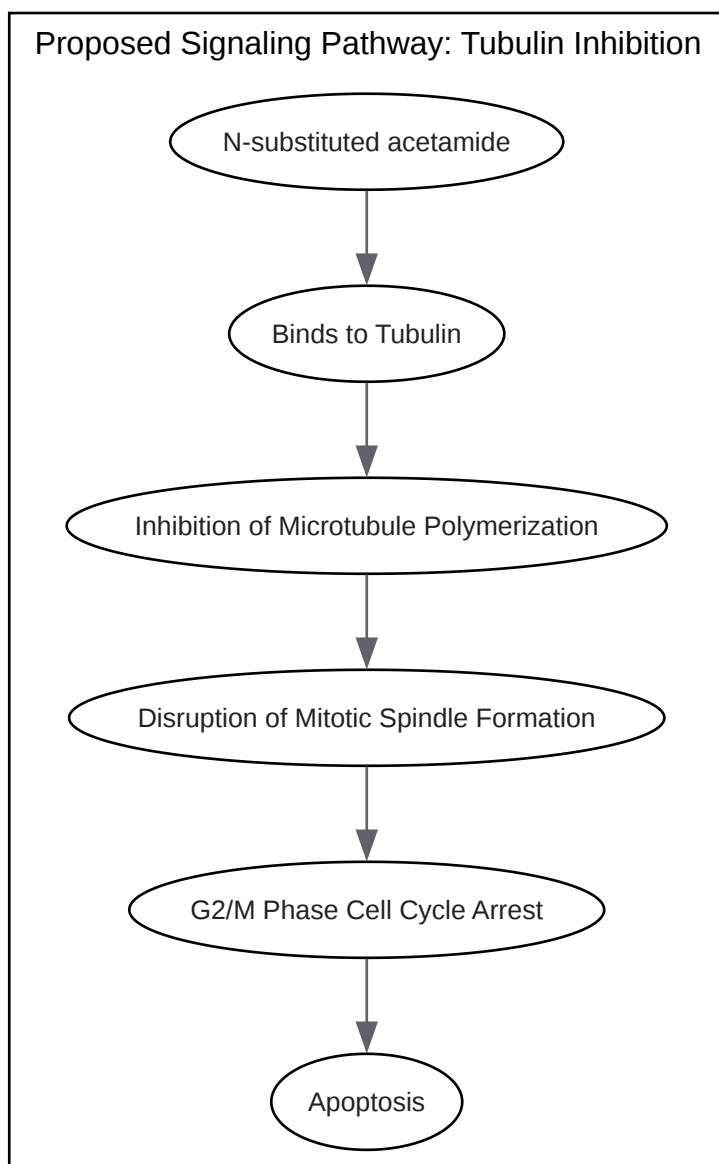 Proposed Signaling Pathway: Tubulin Inhibition
N-substituted acetamide
Binds to Tubulin
Inhibition of Microtubule Polymerization
Disruption of Mitotic Spindle Formation
G2/M Phase Cell Cycle Arrest
Apoptosis